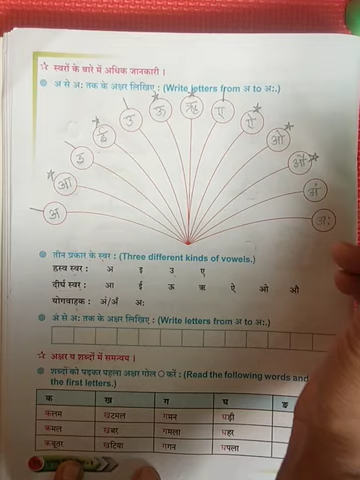 स्वरों के बारे में अधिक जानकारी ।
अ से अः तक के अक्षर लिखिए : (Write letters from अ to अः.)
अ आ इ ई उ ऊ ऋ ए ऐ ओ औ अं अः
तीन प्रकार के स्वर : (Three different kinds of vowels.)
ह्रस्व स्वर : अ इ उ ए
दीर्घ स्वर : आ ई ऊ ऋ ऐ ओ औ
योगवाहक : अं/अँ अः
अ से अः तक के अक्षर लिखिए : (Write letters from अ to अः.)
अक्षर व शब्दों में समन्वय ।
शब्दों को पढ़कर पहला अक्षर गोल ○ करें : (Read the following words and
the first letters.)
क ख ग घ ङ
कलम खटमल गमन घड़ी
कमल खबर गमला घहर
कबूतर खटिया गगन घपला